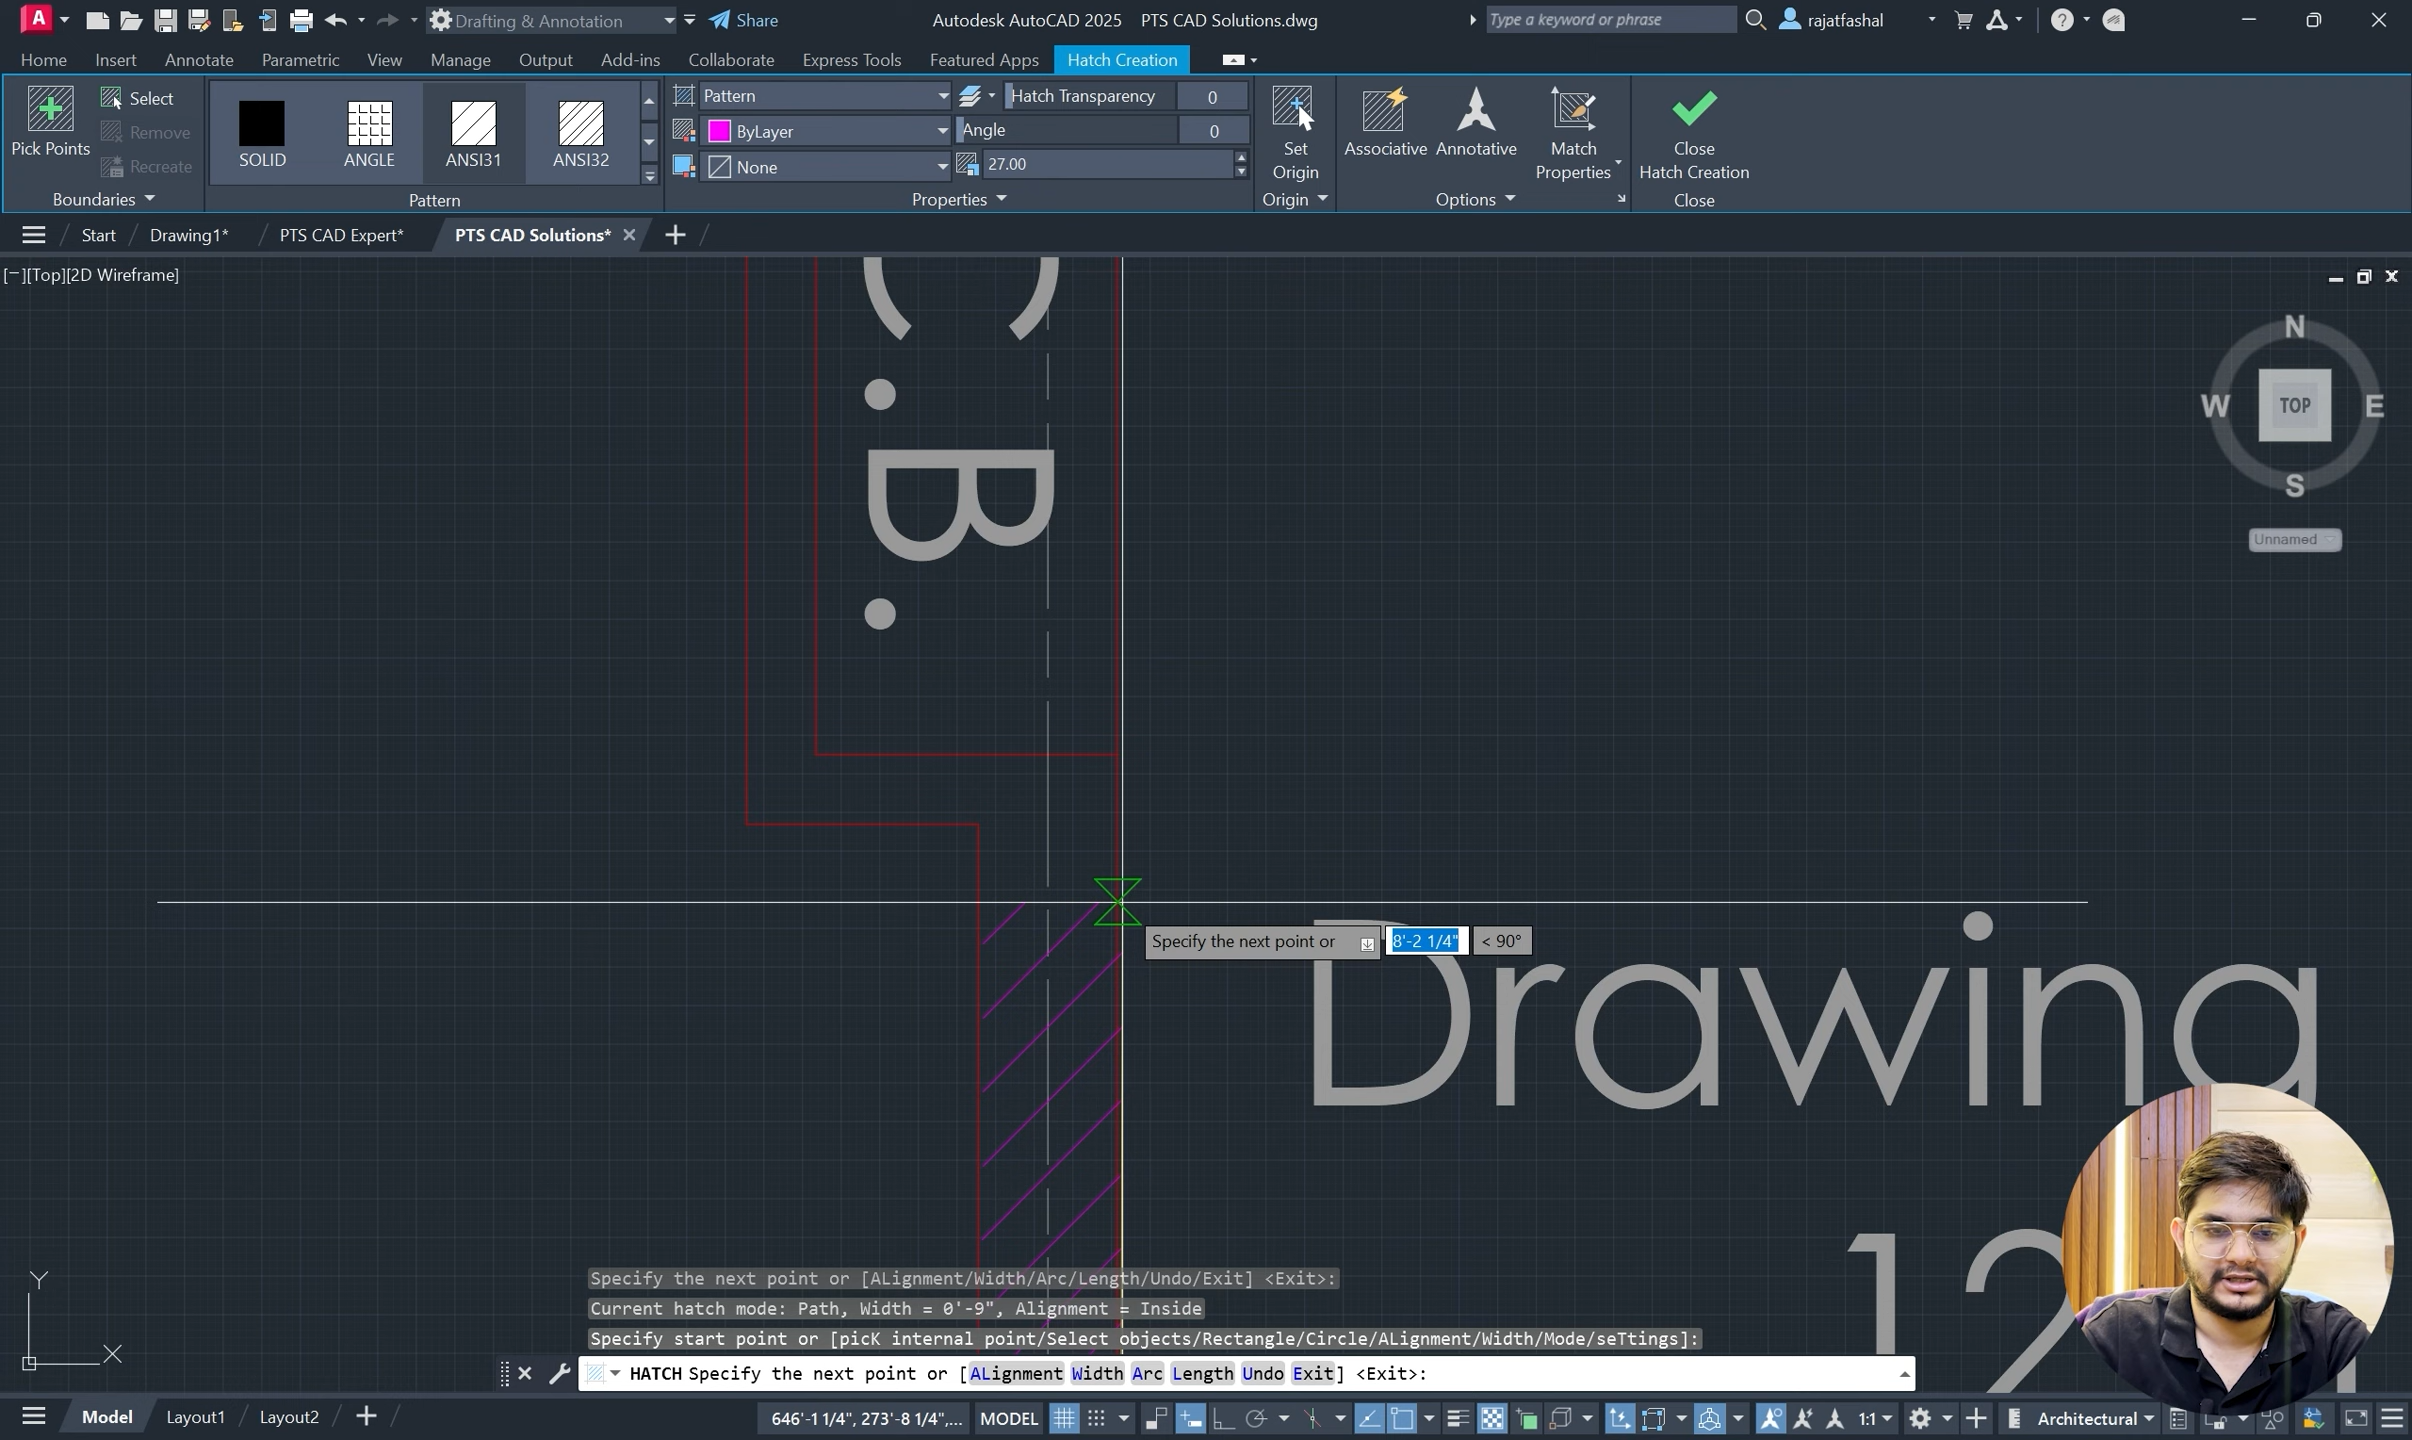 A Drafting & Annotation Share Autodesk AutoCAD 2025 PTS CAD Solutions.dwg Type a keyword or phrase rajatfashal
Home Insert Annotate Parametric View Manage Output Add-ins Collaborate Express Tools Featured Apps Hatch Creation
Select Pattern Hatch Transparency 0
Remove ByLayer Angle 0
Pick Points SOLID ANGLE ANSI31 ANSI32 Set Origin Associative Annotative Match Properties Close Hatch Creation
Recreate None 27.00
Boundaries Pattern Properties Origin Options Close
Start Drawing1* PTS CAD Expert* PTS CAD Solutions*
[−][Top][2D Wireframe]
N
W TOP E
S
Unnamed
B
Specify the next point or 8'-2 1/4" < 90°
Drawing
12
Y
X
Specify the next point or [ALignment/Width/Arc/Length/Undo/Exit] <Exit>:
Current hatch mode: Path, Width = 0'-9", Alignment = Inside
Specify start point or [picK internal point/Select objects/Rectangle/Circle/ALignment/Width/Mode/seTtings]:
HATCH Specify the next point or [ALignment Width Arc Length Undo Exit] <Exit>:
Model Layout1 Layout2 646'-1 1/4", 273'-8 1/4",... MODEL 1:1 Architectural